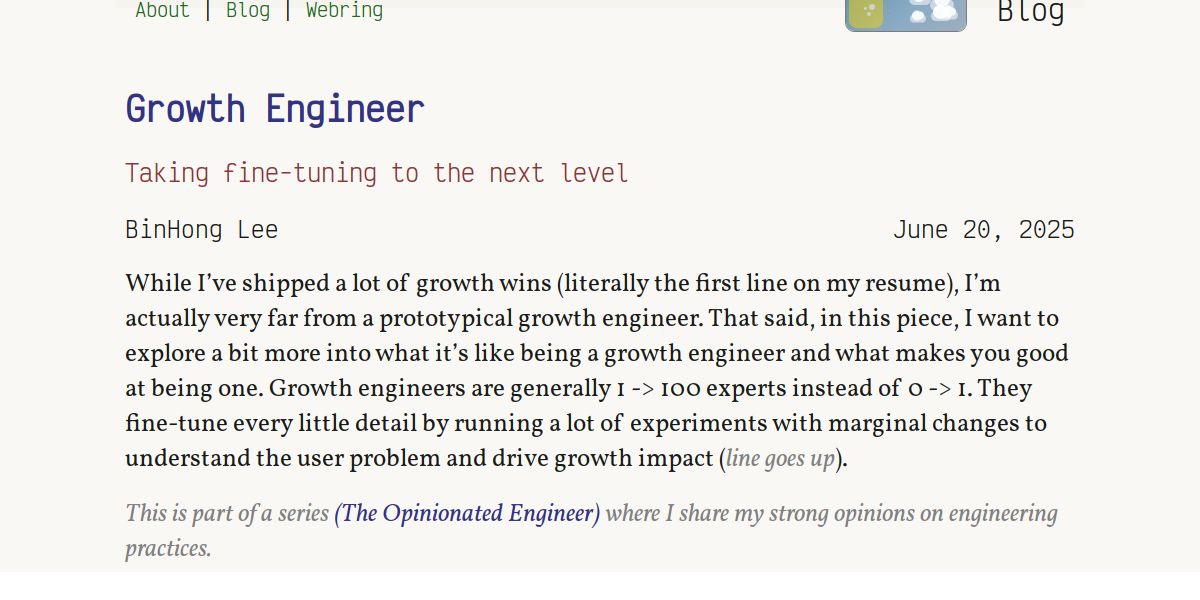 About | Blog | Webring
Blog
Growth Engineer
Taking fine-tuning to the next level
BinHong Lee June 20, 2025
While I’ve shipped a lot of growth wins (literally the first line on my resume), I’m
actually very far from a prototypical growth engineer. That said, in this piece, I want to
explore a bit more into what it’s like being a growth engineer and what makes you good
at being one. Growth engineers are generally 1 -> 100 experts instead of 0 -> 1. They
fine-tune every little detail by running a lot of experiments with marginal changes to
understand the user problem and drive growth impact (line goes up).
This is part of a series (The Opinionated Engineer) where I share my strong opinions on engineering
practices.